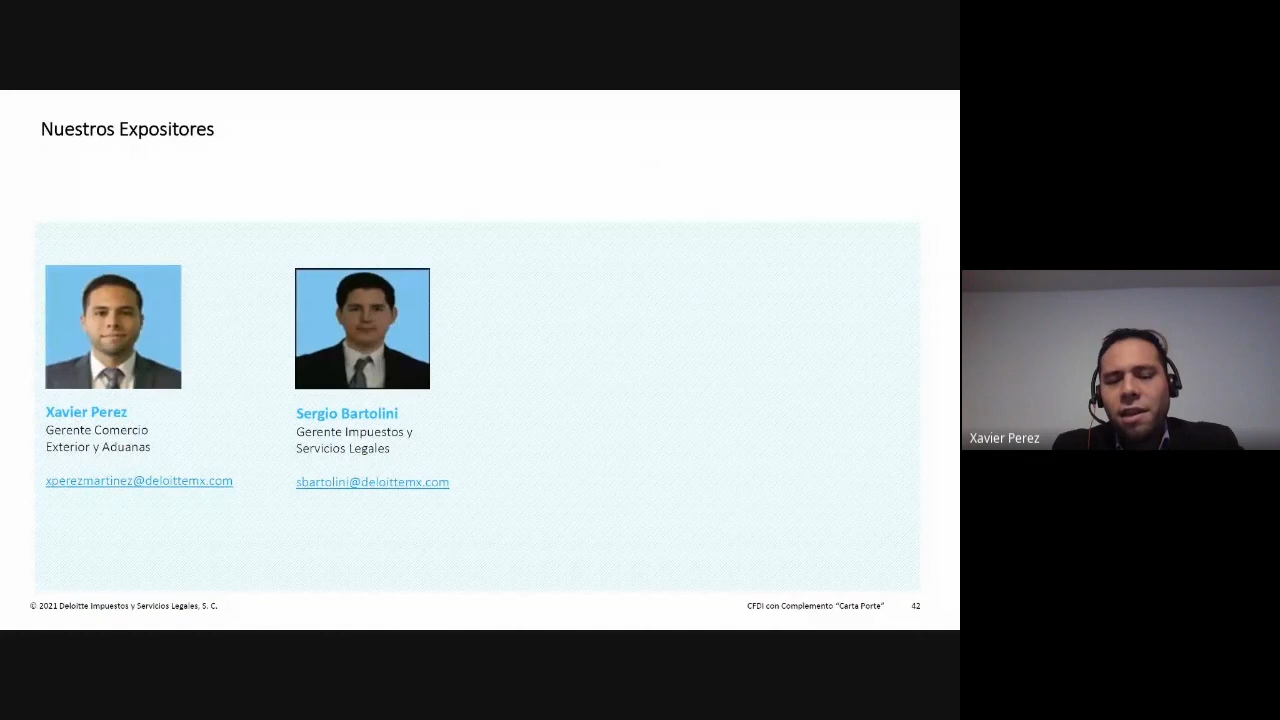 Nuestros Expositores
Xavier Perez
Gerente Comercio
Exterior y Aduanas
xperezmartinez@deloittemx.com
Sergio Bartolini
Gerente Impuestos y
Servicios Legales
sbartolini@deloittemx.com
© 2021 Deloitte Impuestos y Servicios Legales, S. C.
CFDI con Complemento “Carta Porte”
42
Xavier Perez